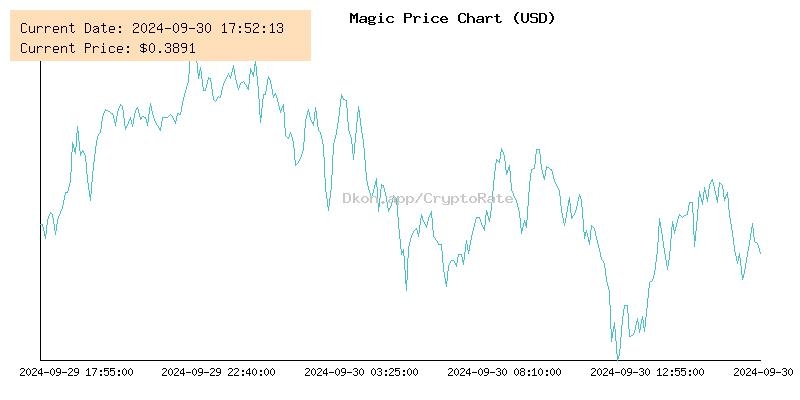 Magic Price Chart (USD)
Current Date: 2024-09-30 17:52:13
Current Price: $0.3891
Dkon.app/CryptoRate
2024-09-29 17:55:00 2024-09-29 22:40:00 2024-09-30 03:25:00 2024-09-30 08:10:00 2024-09-30 12:55:00 2024-09-30